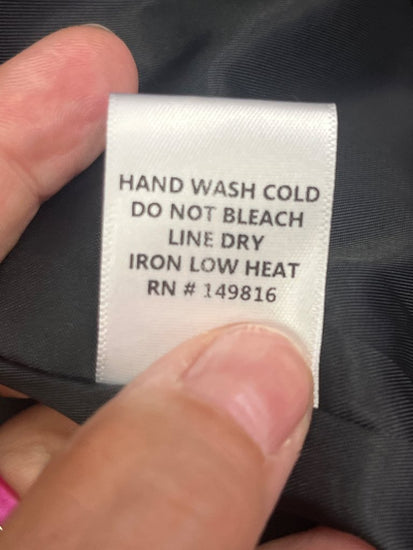 HAND WASH COLD
DO NOT BLEACH
LINE DRY
IRON LOW HEAT
RN # 149816